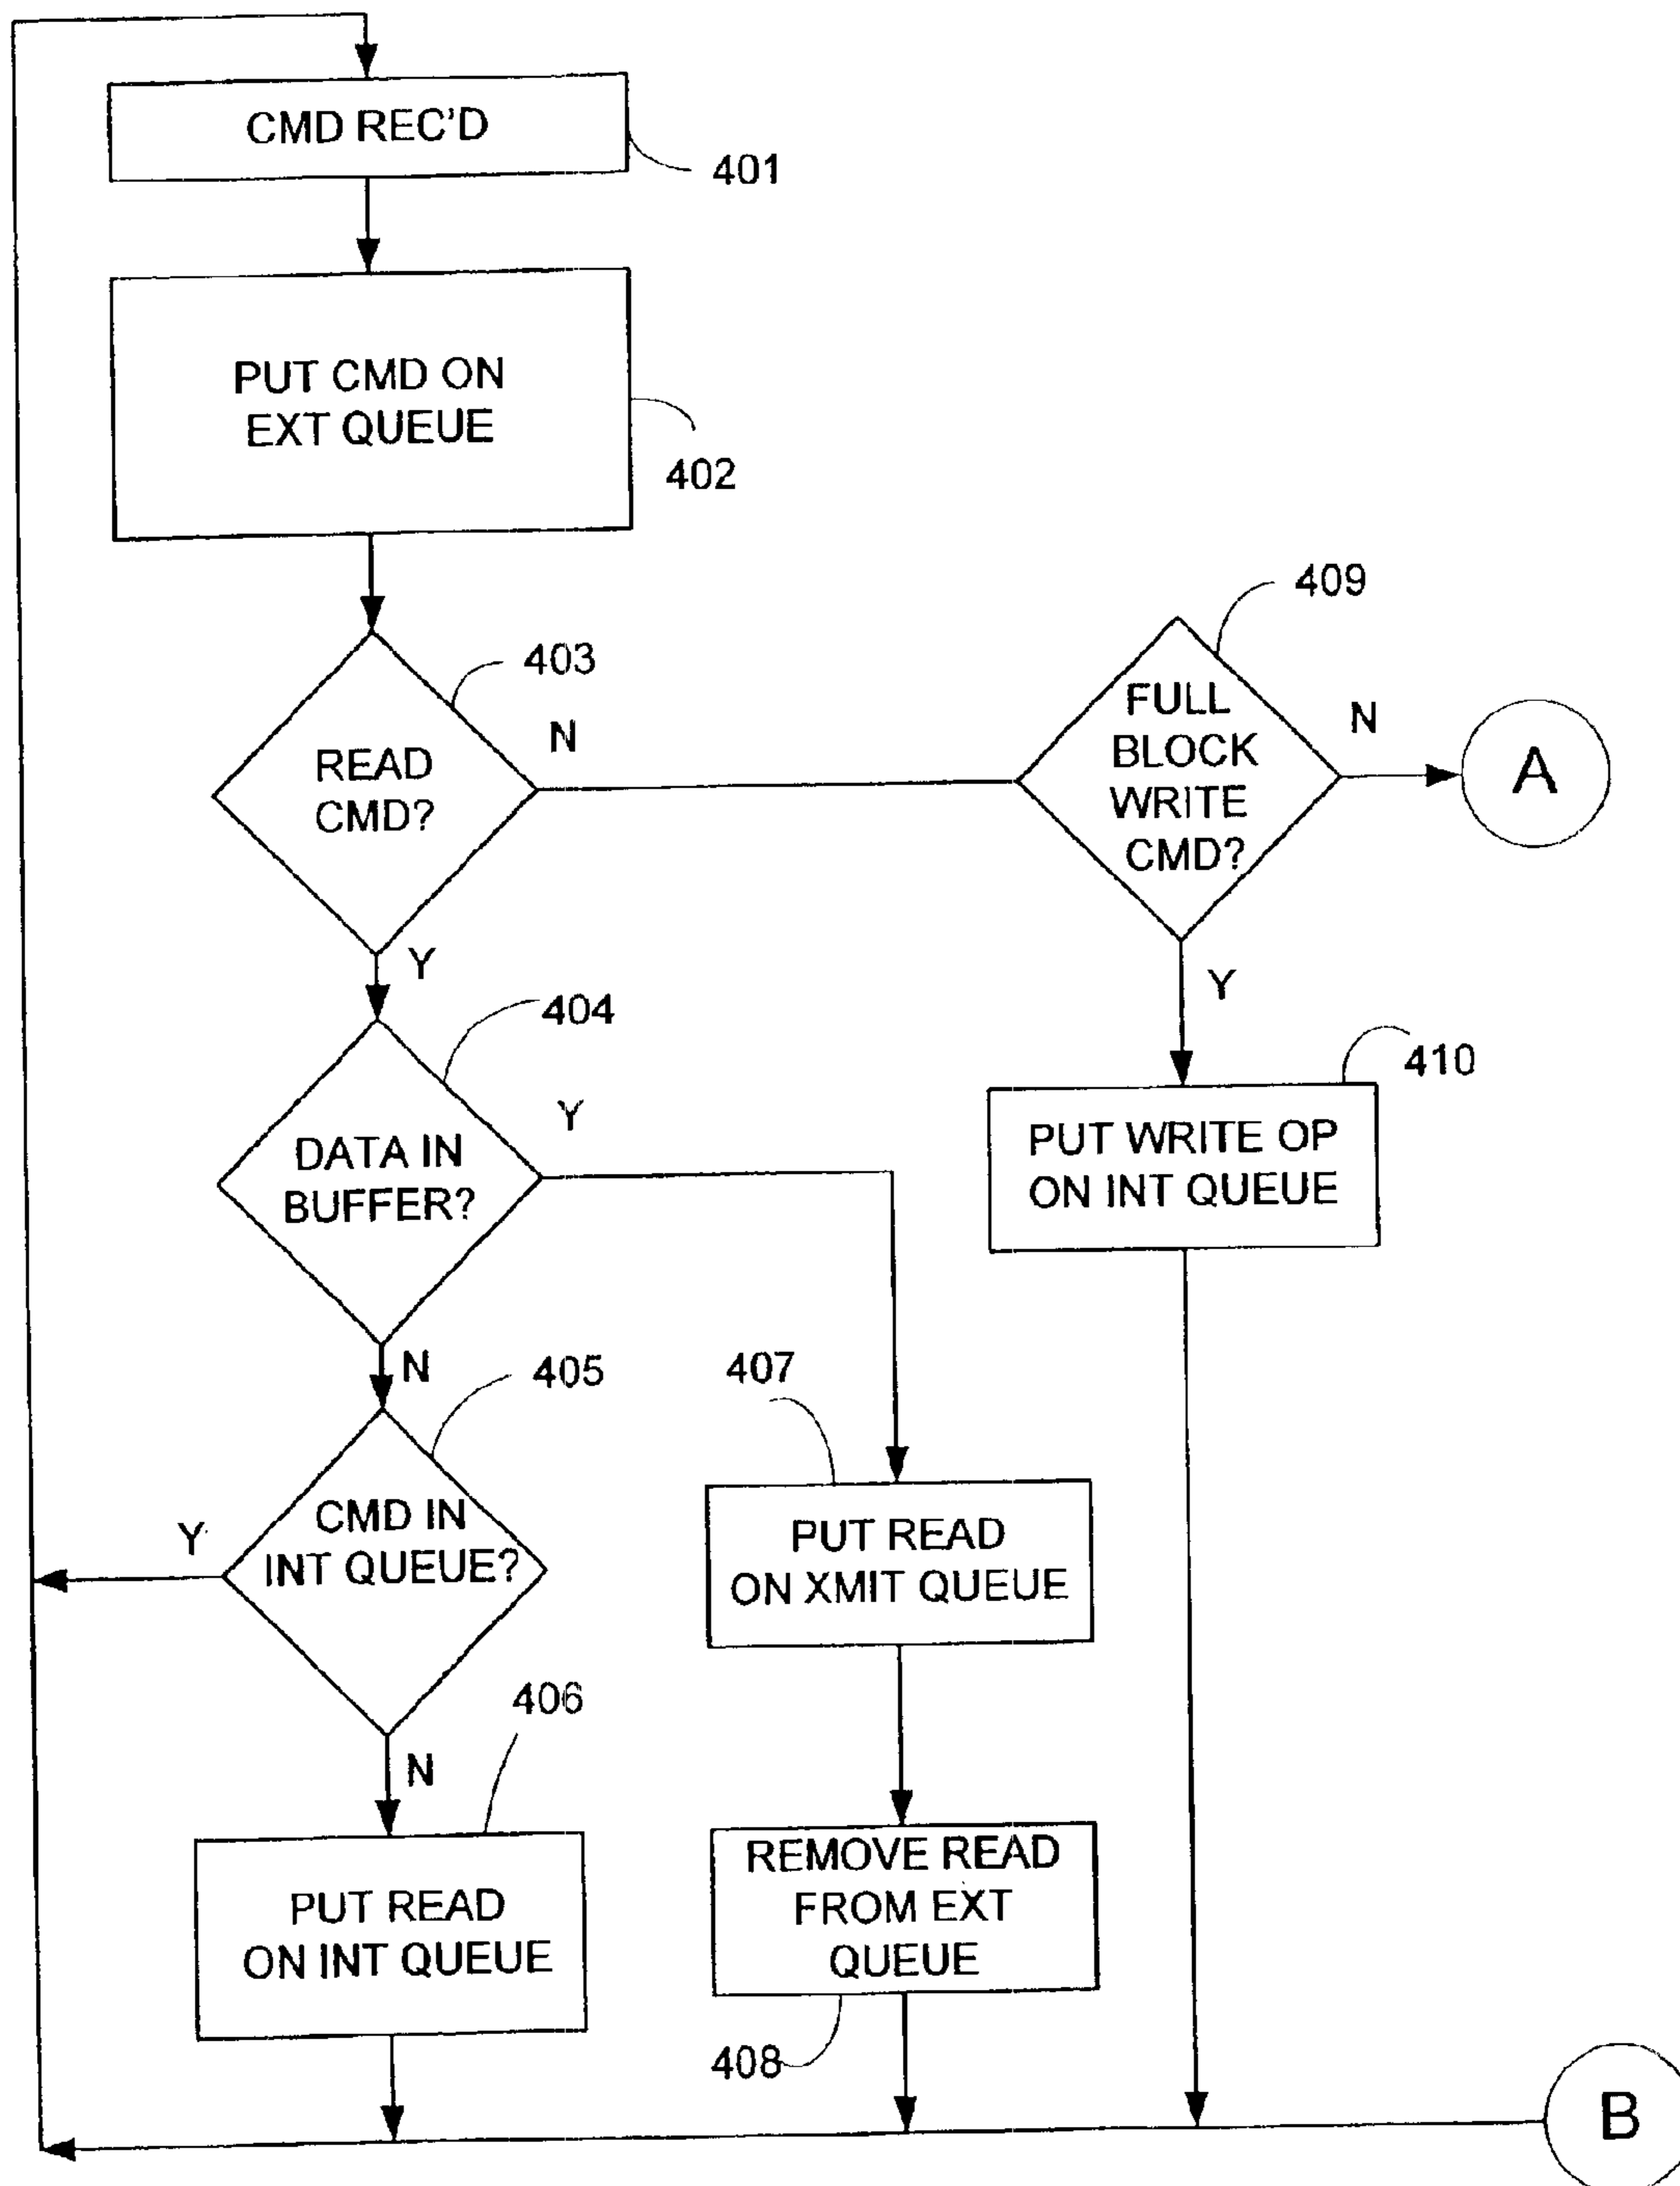 CMD REC'D
401
PUT CMD ON
EXT QUEUE
402
403
READ
CMD?
N
Y
409
FULL
BLOCK
WRITE
CMD?
N
A
Y
404
DATA IN
BUFFER?
Y
N
410
PUT WRITE OP
ON INT QUEUE
405
CMD IN
INT QUEUE?
Y
N
407
PUT READ
ON XMIT QUEUE
406
PUT READ
ON INT QUEUE
REMOVE READ
FROM EXT
QUEUE
408
B